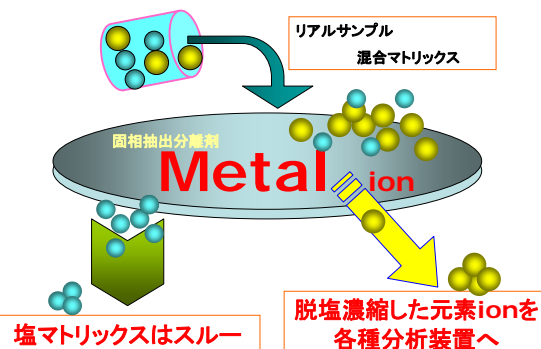 リアルサンプル
混合マトリックス
固相抽出分離剤
Metal ion
塩マトリックスはスルー
脱塩濃縮した元素ionを
各種分析装置へ